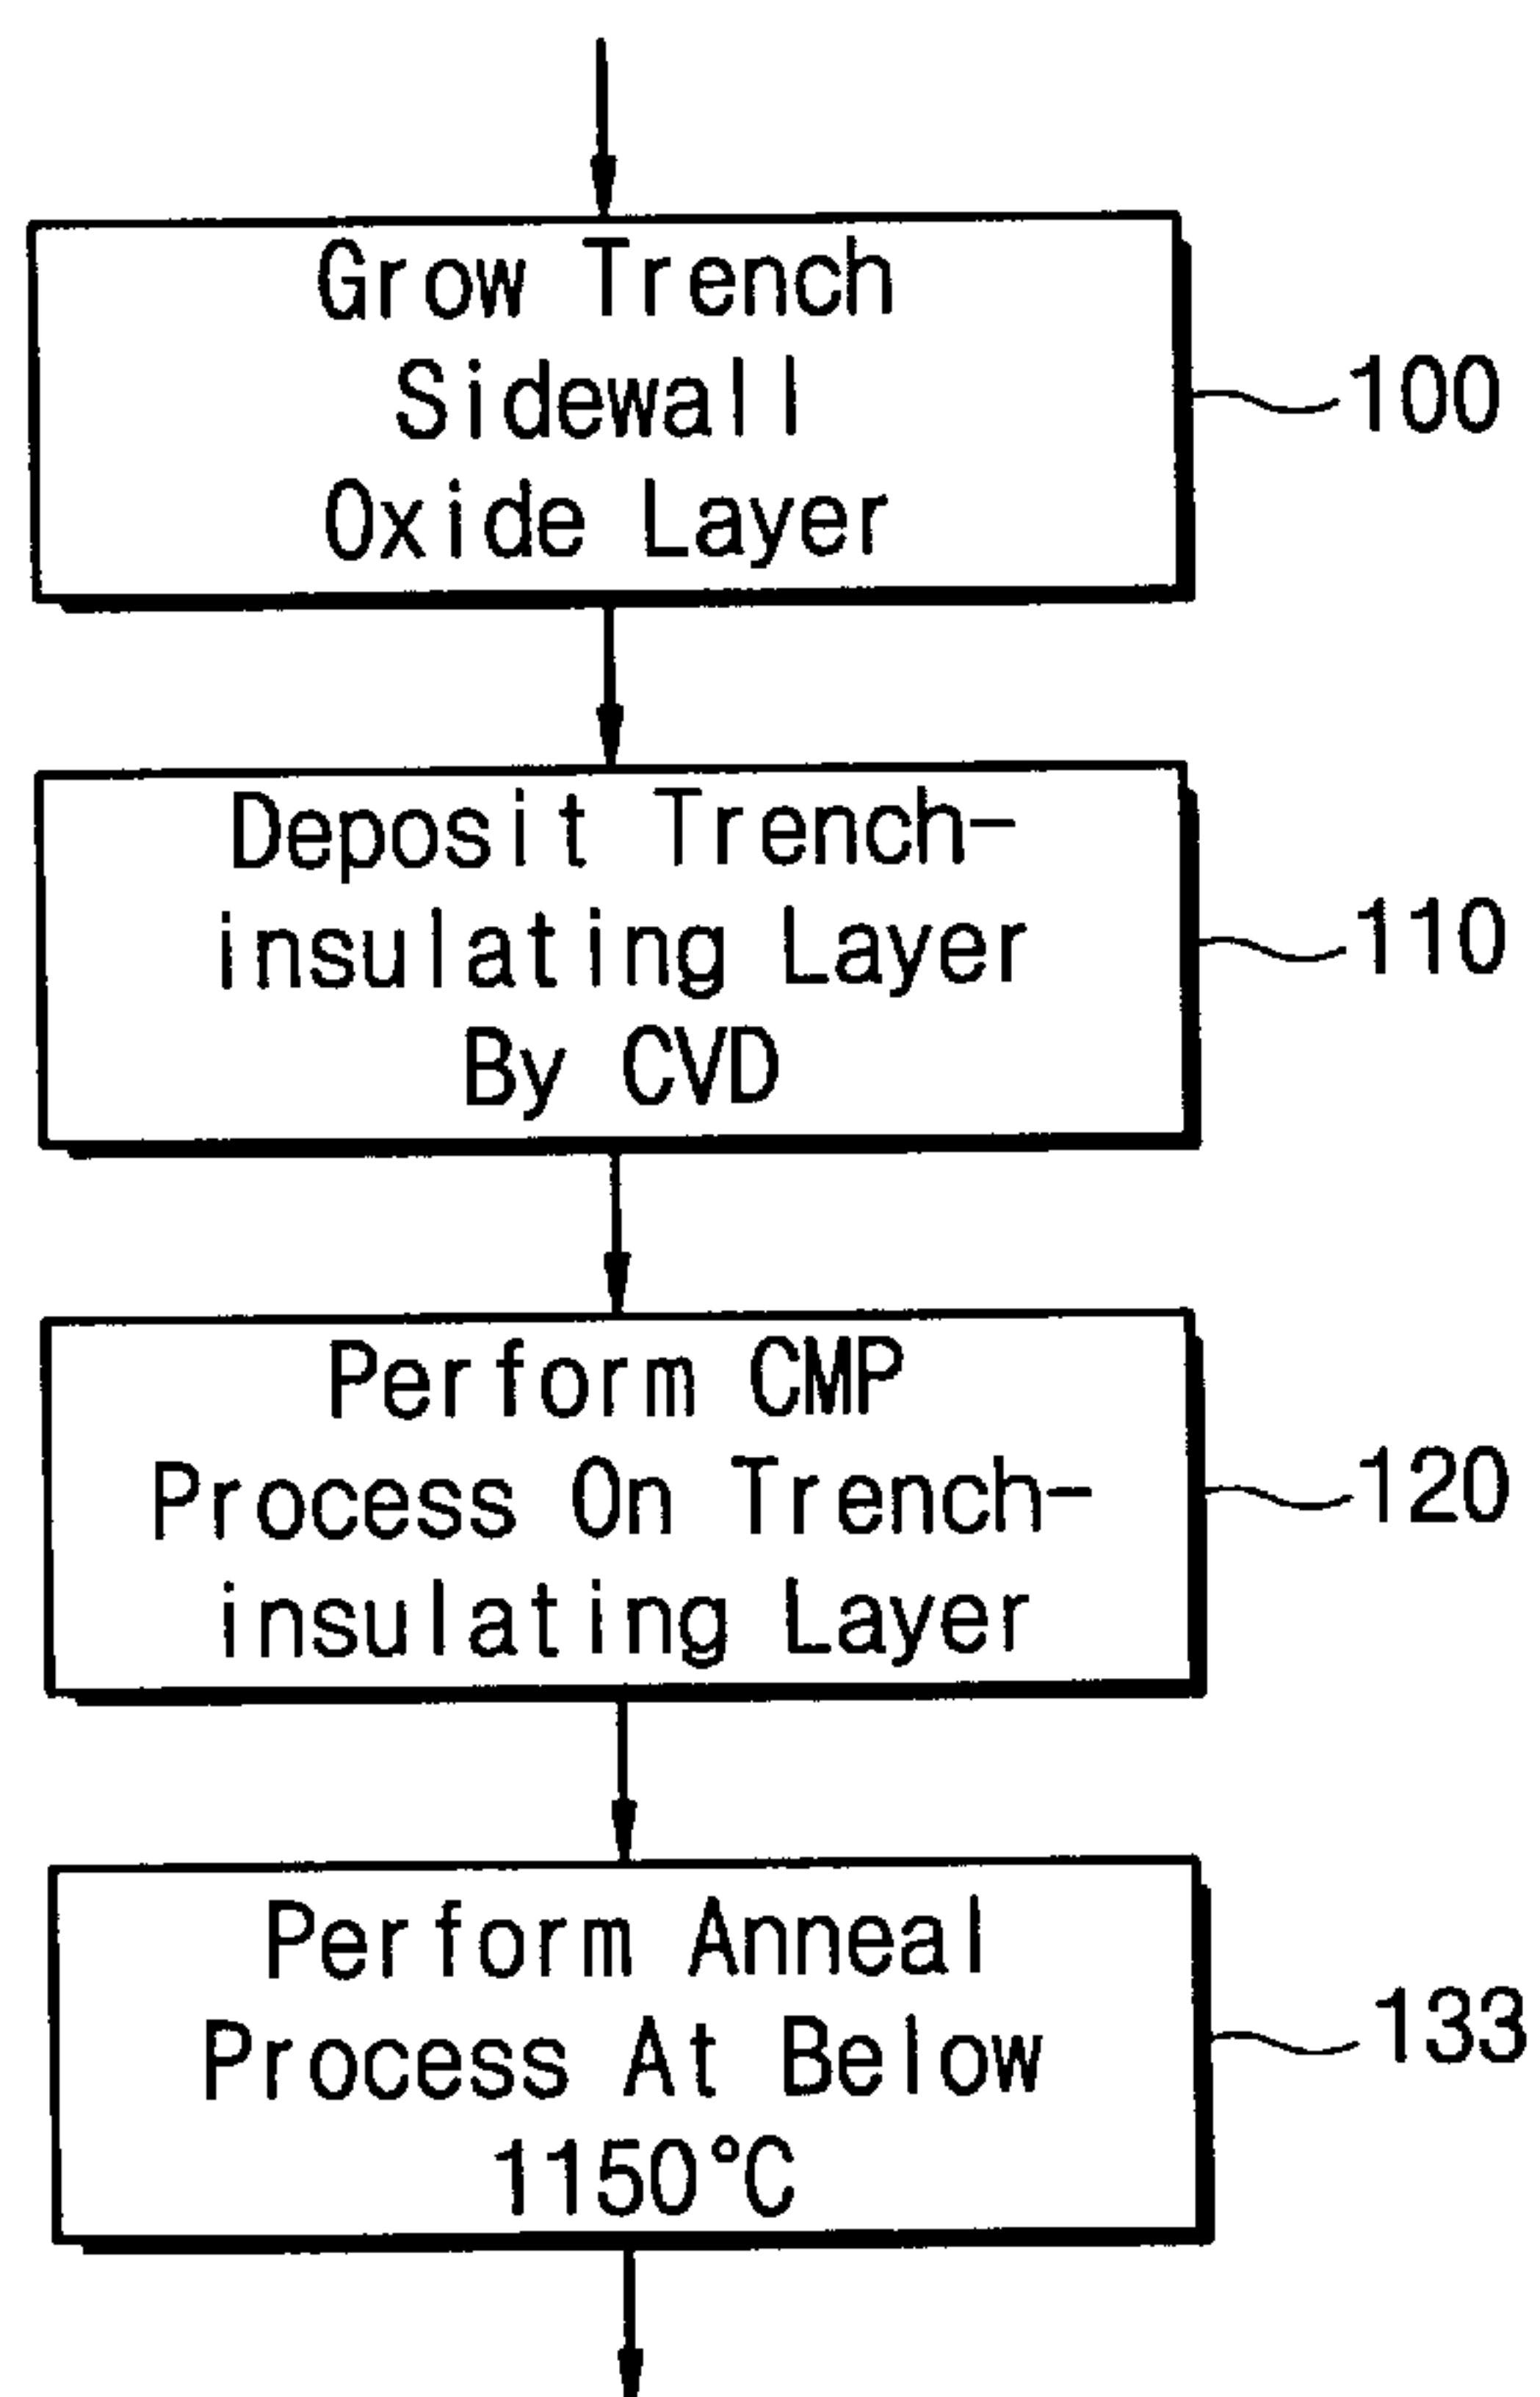 Grow Trench
Sidewall
Oxide Layer
100
Deposit Trench-
insulating Layer
By CVD
110
Perform CMP
Process On Trench-
insulating Layer
120
Perform Anneal
Process At Below
1150°C
133